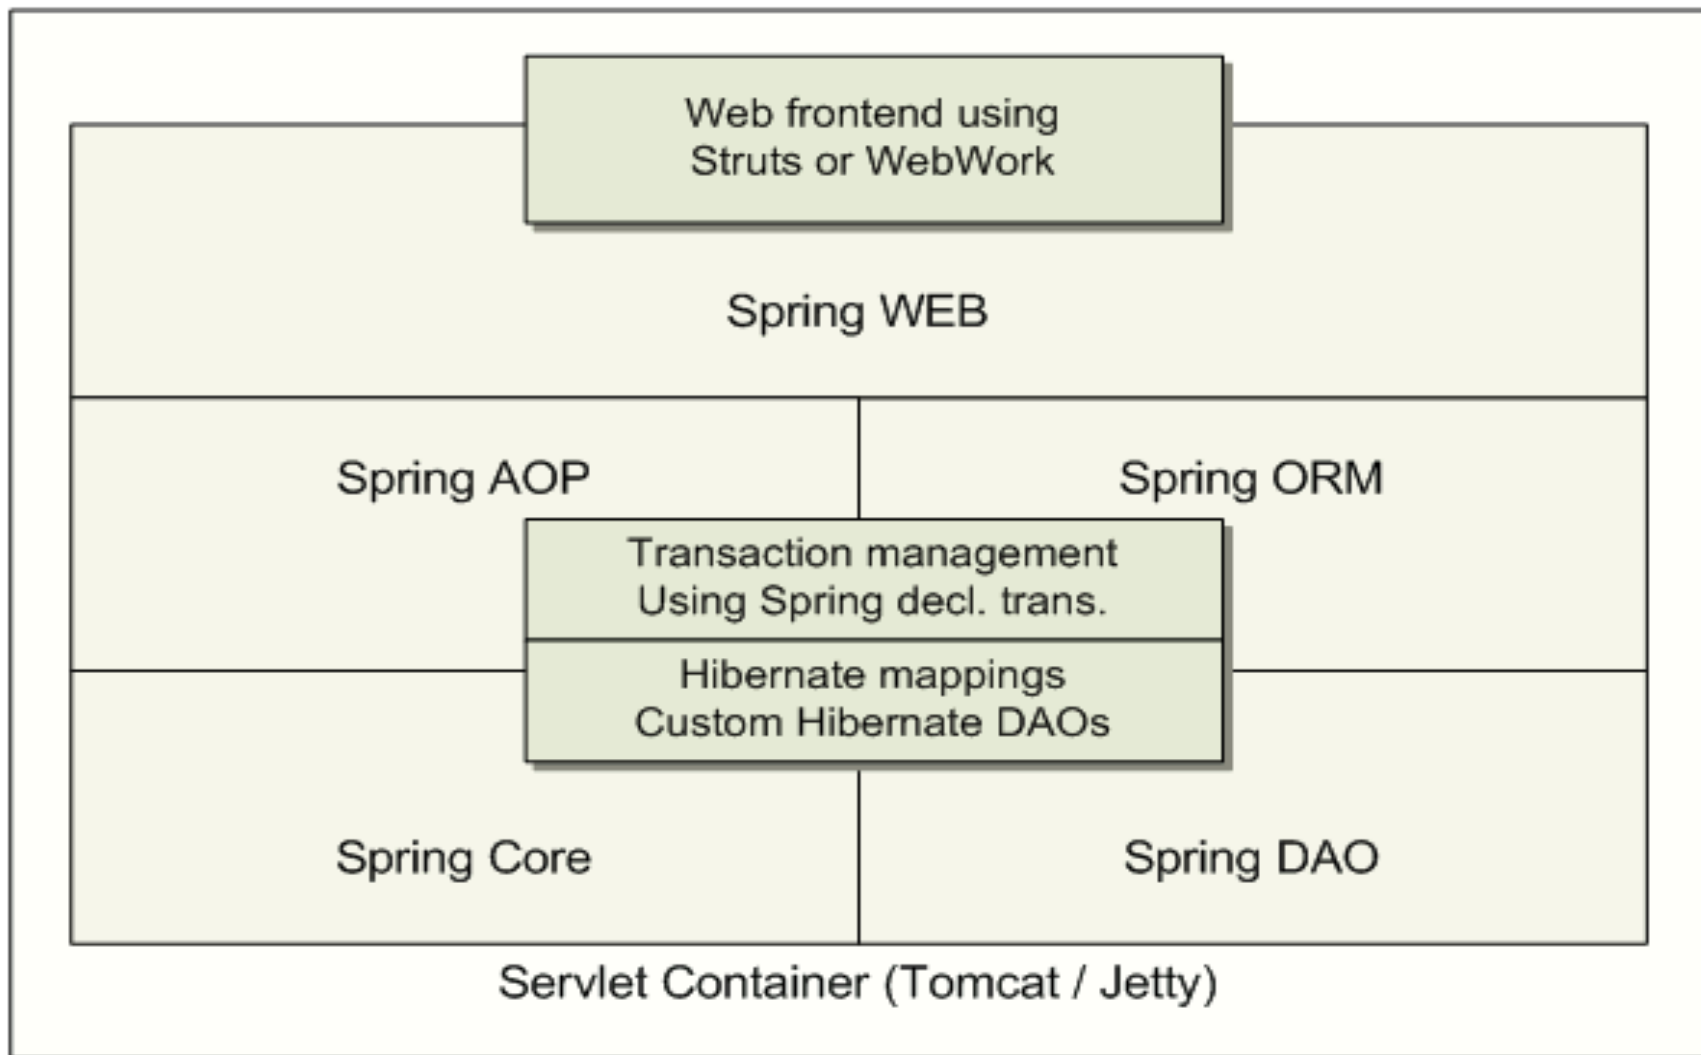 Web frontend using
Struts or WebWork
Spring WEB
Spring AOP
Spring ORM
Transaction management
Using Spring decl. trans.
Hibernate mappings
Custom Hibernate DAOs
Spring Core
Spring DAO
Servlet Container (Tomcat / Jetty)